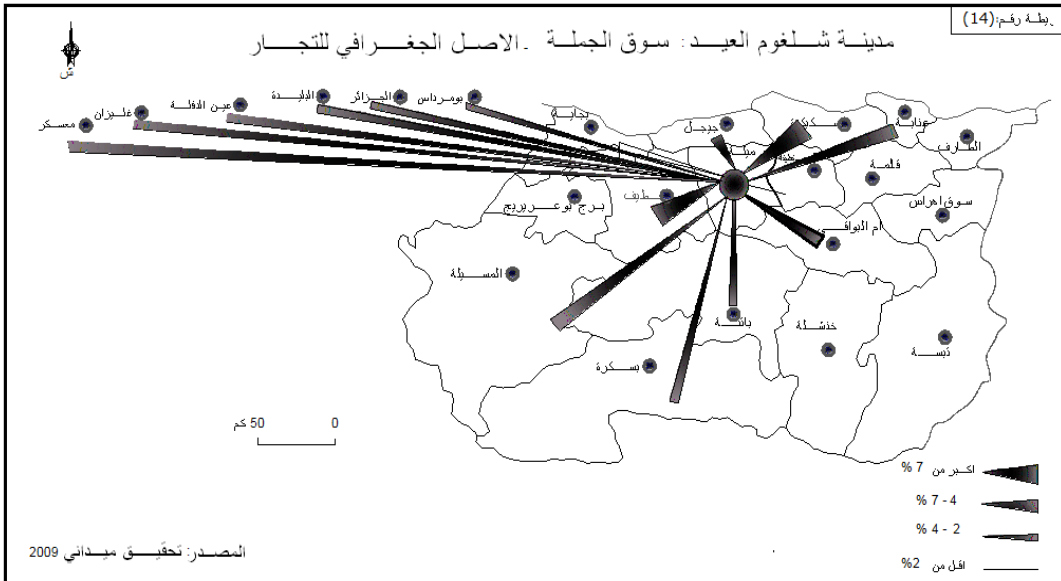 ريطة رقم:(14)
مدينة شلغوم العيد: سوق الجملة - الاصل الجغرافي للتجار
ش
معسكر
غليزان
عين الدفلة
البليدة
الجزائر
بومرداس
بجاية
جيجل
سكيكدة
عنابة
الطارف
ميلة
قالمة
سطيف
برج بوعريريج
سوق اهراس
ام البواقي
المسيلة
باتنة
خنشلة
تبسة
بسكرة
50 كم 0
اكبر من 7 %
% 7 - 4
% 4 - 2
اقل من 2%
المصدر: تحقيق ميداني 2009